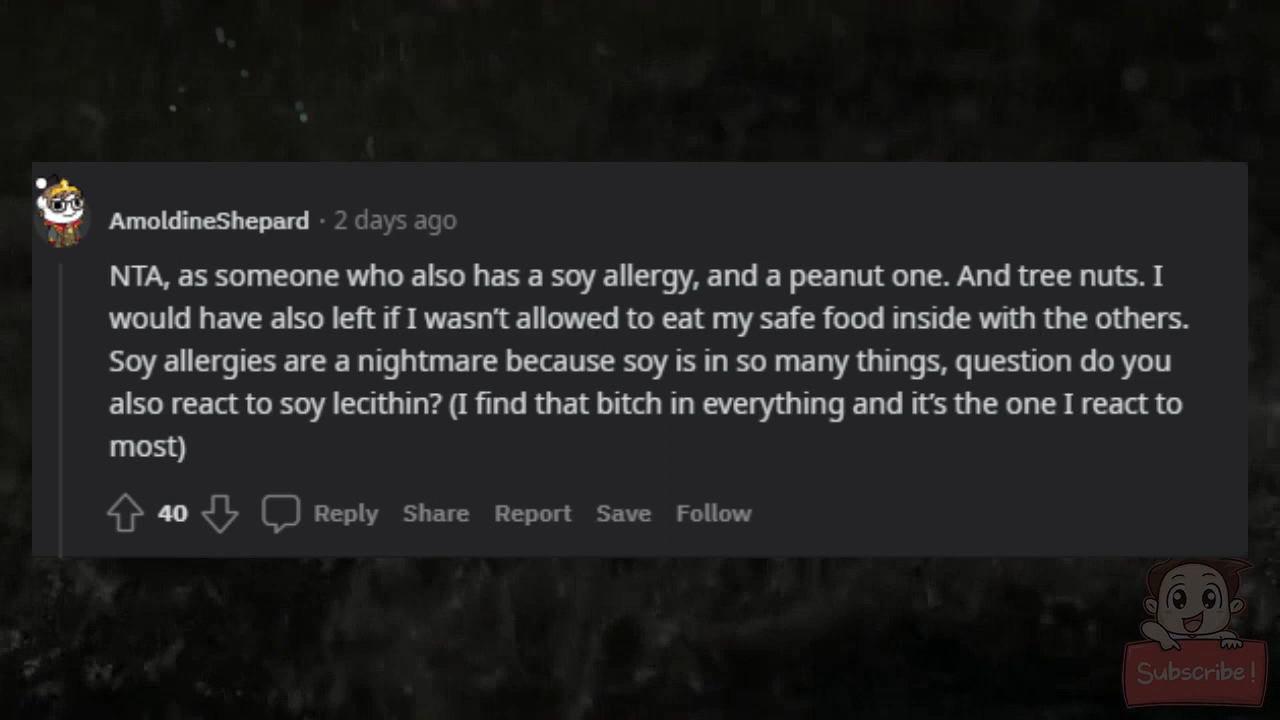 AmoldineShepard · 2 days ago
NTA, as someone who also has a soy allergy, and a peanut one. And tree nuts. I
would have also left if I wasn’t allowed to eat my safe food inside with the others.
Soy allergies are a nightmare because soy is in so many things, question do you
also react to soy lecithin? (I find that bitch in everything and it’s the one I react to
most)
40 Reply Share Report Save Follow
Subscribe!